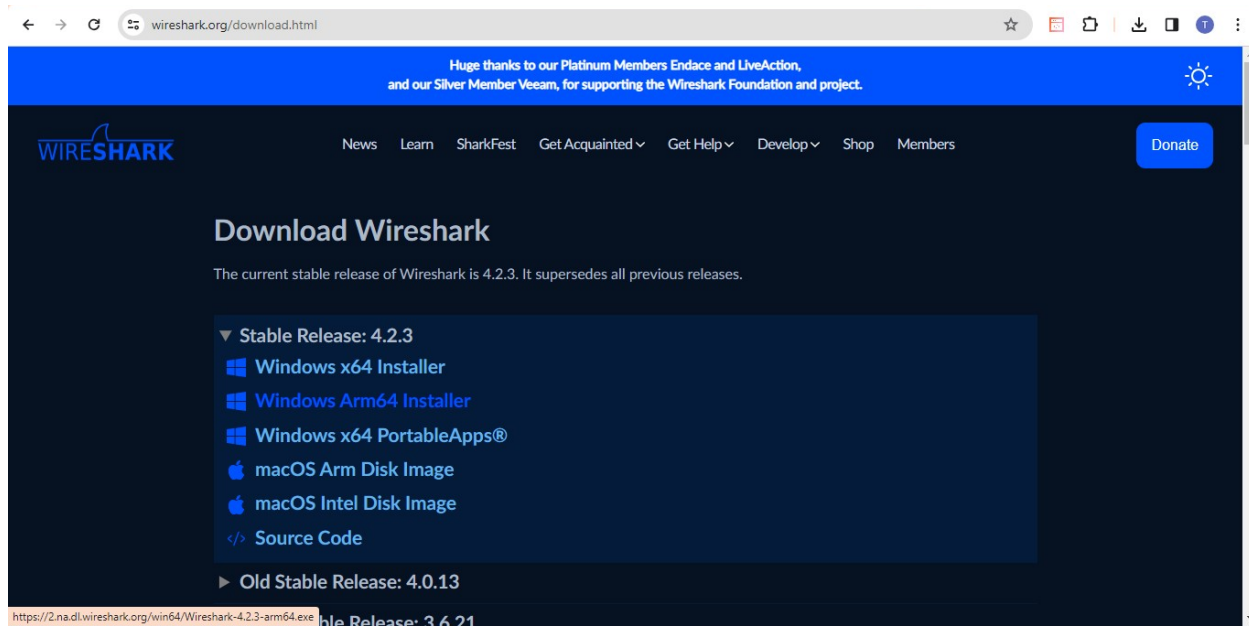 wireshark.org/download.html
T
Huge thanks to our Platinum Members Endace and LiveAction,
and our Silver Member Veeam, for supporting the Wireshark Foundation and project.
WIRESHARK
News Learn SharkFest Get Acquainted Get Help Develop Shop Members
Donate
Download Wireshark
The current stable release of Wireshark is 4.2.3. It supersedes all previous releases.
▼ Stable Release: 4.2.3
Windows x64 Installer
Windows Arm64 Installer
Windows x64 PortableApps®
macOS Arm Disk Image
macOS Intel Disk Image
</> Source Code
► Old Stable Release: 4.0.13
https://2.na.dl.wireshark.org/win64/Wireshark-4.2.3-arm64.exe
ble Release: 3.6.21